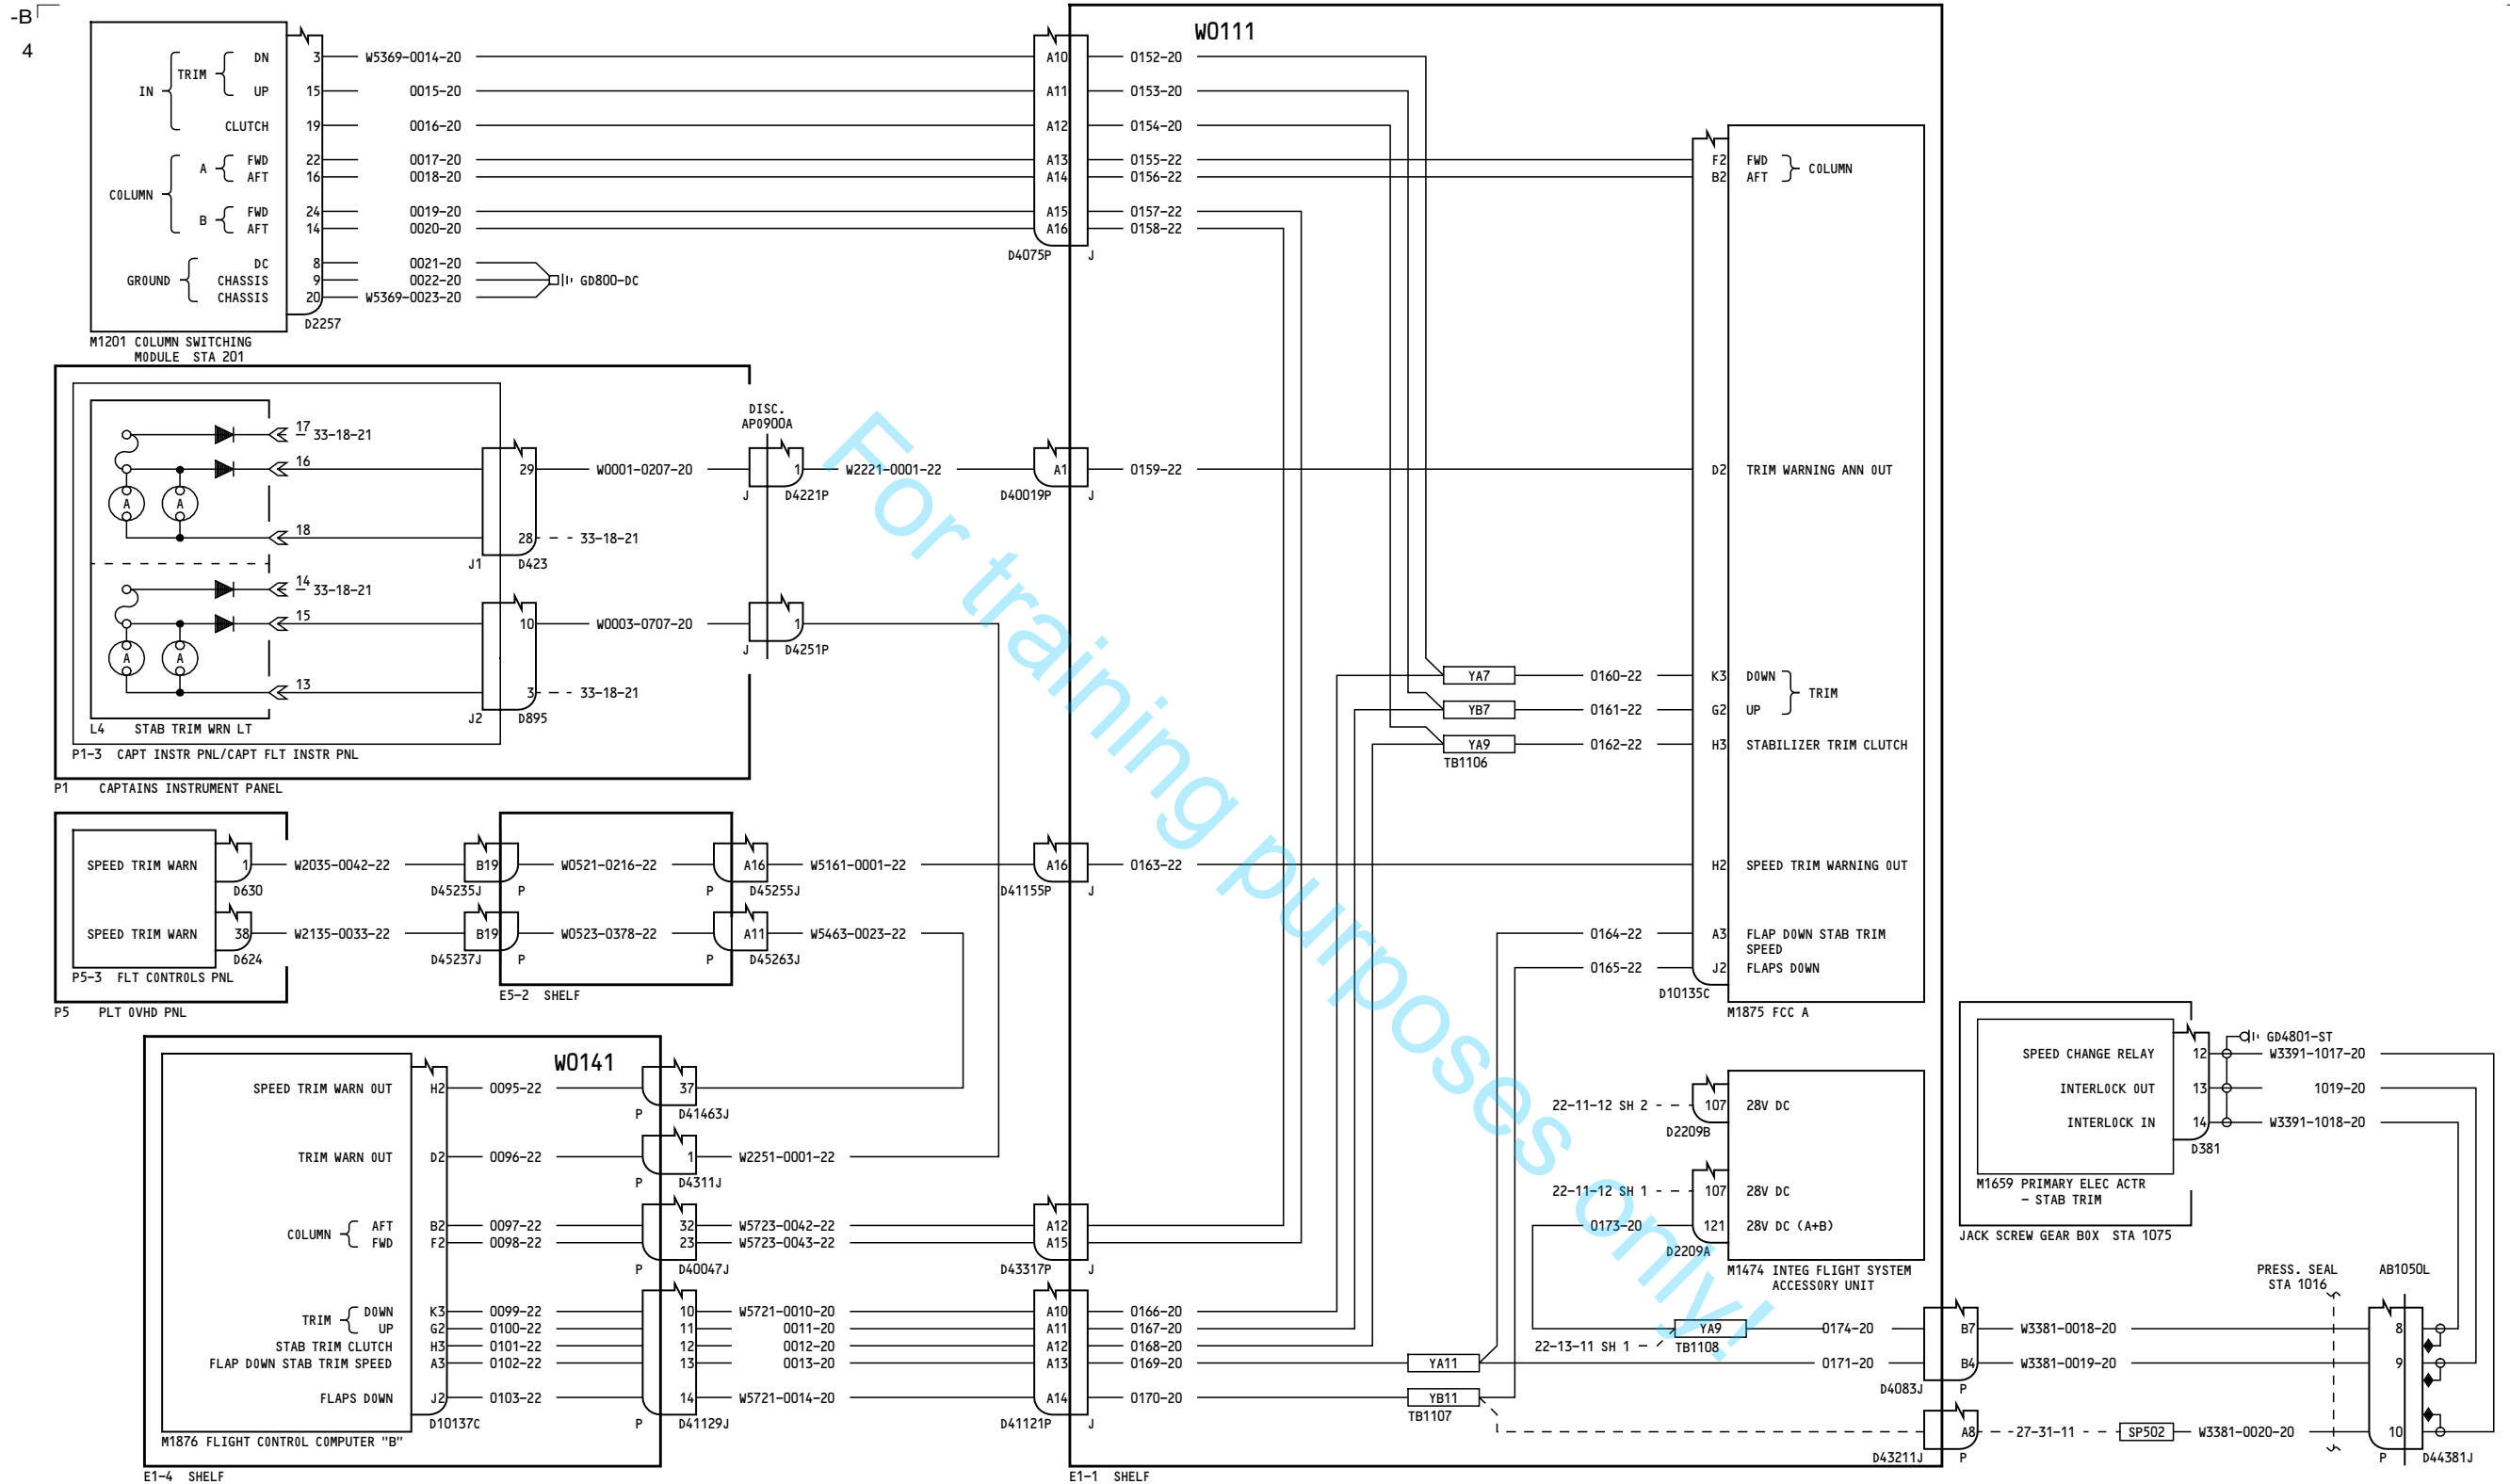 -B
4
W0111
IN
TRIM
DN
3
W5369-0014-20
A10
0152-20
UP
15
0015-20
A11
0153-20
CLUTCH
19
0016-20
A12
0154-20
COLUMN
A
FWD
22
0017-20
A13
0155-22
F2
FWD
COLUMN
AFT
16
0018-20
A14
0156-22
B2
AFT
B
FWD
24
0019-20
A15
0157-22
AFT
14
0020-20
A16
0158-22
D4075P
J
GROUND
DC
8
0021-20
CHASSIS
9
0022-20
GD800-DC
CHASSIS
20
W5369-0023-20
D2257
M1201 COLUMN SWITCHING
MODULE STA 201
DISC.
AP0900A
17
33-18-21
16
29
W0001-0207-20
1
W2221-0001-22
A1
0159-22
D2
TRIM WARNING ANN OUT
J
D4221P
D40019P
J
A
A
18
28
33-18-21
J1
D423
14
33-18-21
15
10
W0003-0707-20
1
J
D4251P
A
A
13
3
33-18-21
J2
D895
L4 STAB TRIM WRN LT
P1-3 CAPT INSTR PNL/CAPT FLT INSTR PNL
P1 CAPTAINS INSTRUMENT PANEL
YA7
0160-22
K3
DOWN
TRIM
YB7
0161-22
G2
UP
YA9
0162-22
H3
STABILIZER TRIM CLUTCH
TB1106
SPEED TRIM WARN
1
W2035-0042-22
B19
W0521-0216-22
A16
W5161-0001-22
A16
0163-22
H2
SPEED TRIM WARNING OUT
D630
D45235J
P
P
D45255J
D41155P
J
SPEED TRIM WARN
38
W2135-0033-22
B19
W0523-0378-22
A11
W5463-0023-22
0164-22
A3
FLAP DOWN STAB TRIM
SPEED
D624
D45237J
P
P
D45263J
0165-22
J2
FLAPS DOWN
P5-3 FLT CONTROLS PNL
E5-2 SHELF
D10135C
P5 PLT OVHD PNL
M1875 FCC A
W0141
SPEED TRIM WARN OUT
H2
0095-22
37
P
D41463J
TRIM WARN OUT
D2
0096-22
1
W2251-0001-22
P
D4311J
COLUMN
AFT
B2
0097-22
32
W5723-0042-22
A12
FWD
F2
0098-22
23
W5723-0043-22
A15
P
D40047J
D43317P
J
TRIM
DOWN
K3
0099-22
10
W5721-0010-20
A10
0166-20
UP
G2
0100-22
11
0011-20
A11
0167-20
STAB TRIM CLUTCH
H3
0101-22
12
0012-20
A12
0168-20
FLAP DOWN STAB TRIM SPEED
A3
0102-22
13
0013-20
A13
0169-20
YA11
0171-20
FLAPS DOWN
J2
0103-22
14
W5721-0014-20
A14
0170-20
YB11
TB1107
D10137C
P
D41129J
D41121P
J
M1876 FLIGHT CONTROL COMPUTER "B"
E1-4 SHELF
E1-1 SHELF
22-11-12 SH 2
107
28V DC
D2209B
22-11-12 SH 1
107
28V DC
0173-20
121
28V DC (A+B)
D2209A
M1474 INTEG FLIGHT SYSTEM
ACCESSORY UNIT
22-13-11 SH 1
YA9
TB1108
0174-20
B7
W3381-0018-20
8
B4
W3381-0019-20
9
D4083J
P
A8
27-31-11
SP502
W3381-0020-20
10
D43211J
P
P
D44381J
PRESS. SEAL
STA 1016
AB1050L
GD4801-ST
SPEED CHANGE RELAY
12
W3391-1017-20
INTERLOCK OUT
13
1019-20
INTERLOCK IN
14
W3391-1018-20
D381
M1659 PRIMARY ELEC ACTR
- STAB TRIM
JACK SCREW GEAR BOX STA 1075
For training purposes only!